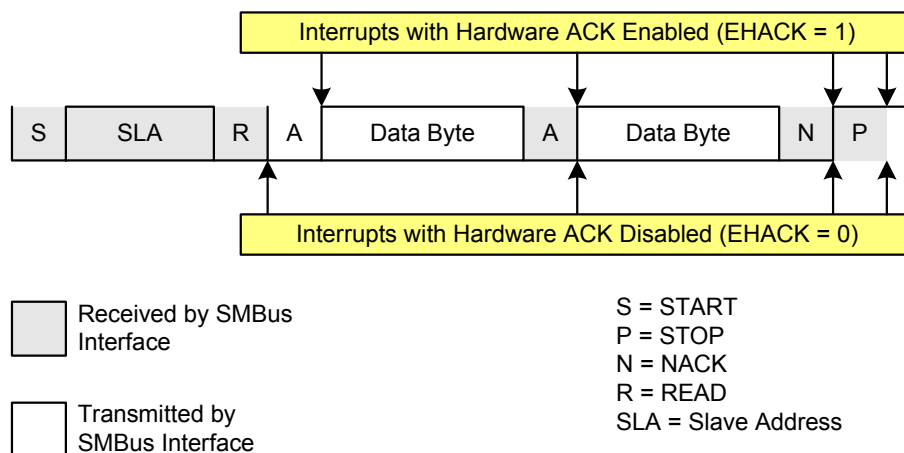 Interrupts with Hardware ACK Enabled (EHACK = 1)
S SLA R A Data Byte A Data Byte N P
Interrupts with Hardware ACK Disabled (EHACK = 0)
Received by SMBus
Interface
Transmitted by
SMBus Interface
S = START
P = STOP
N = NACK
R = READ
SLA = Slave Address